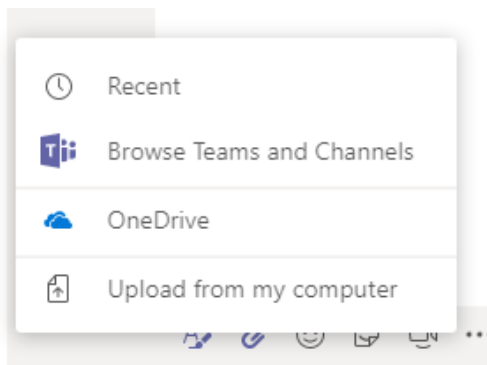 Recent
Browse Teams and Channels
OneDrive
Upload from my computer